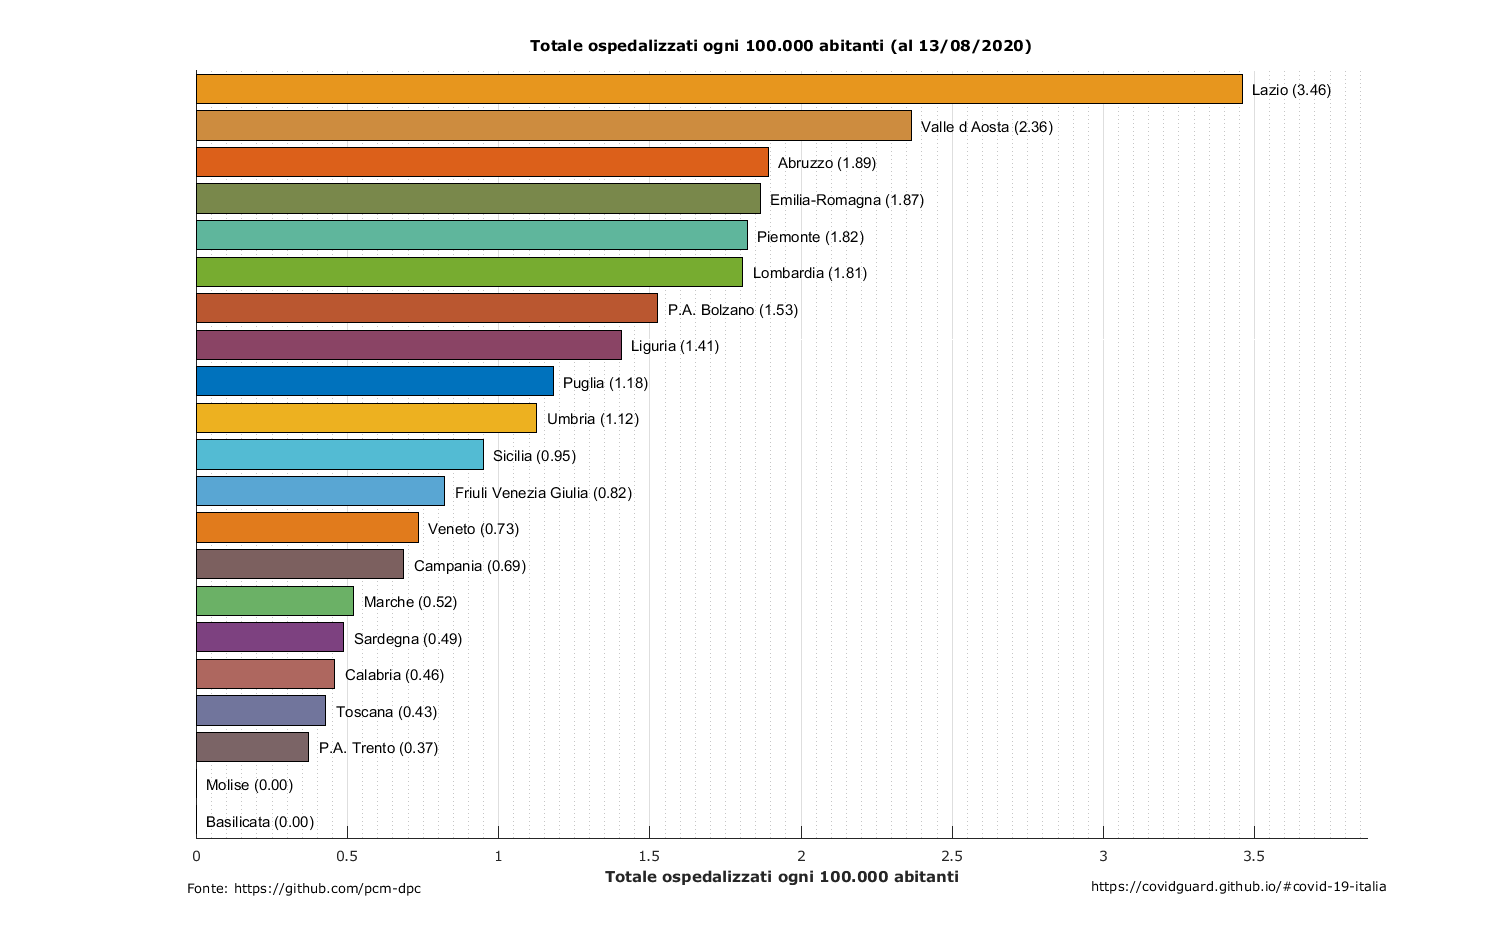 Totale ospedalizzati ogni 100.000 abitanti (al 13/08/2020)
Lazio (3.46)
Valle d Aosta (2.36)
Abruzzo (1.89)
Emilia-Romagna (1.87)
Piemonte (1.82)
Lombardia (1.81)
P.A. Bolzano (1.53)
Liguria (1.41)
Puglia (1.18)
Umbria (1.12)
Sicilia (0.95)
Friuli Venezia Giulia (0.82)
Veneto (0.73)
Campania (0.69)
Marche (0.52)
Sardegna (0.49)
Calabria (0.46)
Toscana (0.43)
P.A. Trento (0.37)
Molise (0.00)
Basilicata (0.00)
0 0.5 1 1.5 2 2.5 3 3.5
Totale ospedalizzati ogni 100.000 abitanti
Fonte: https://github.com/pcm-dpc
https://covidguard.github.io/#covid-19-italia